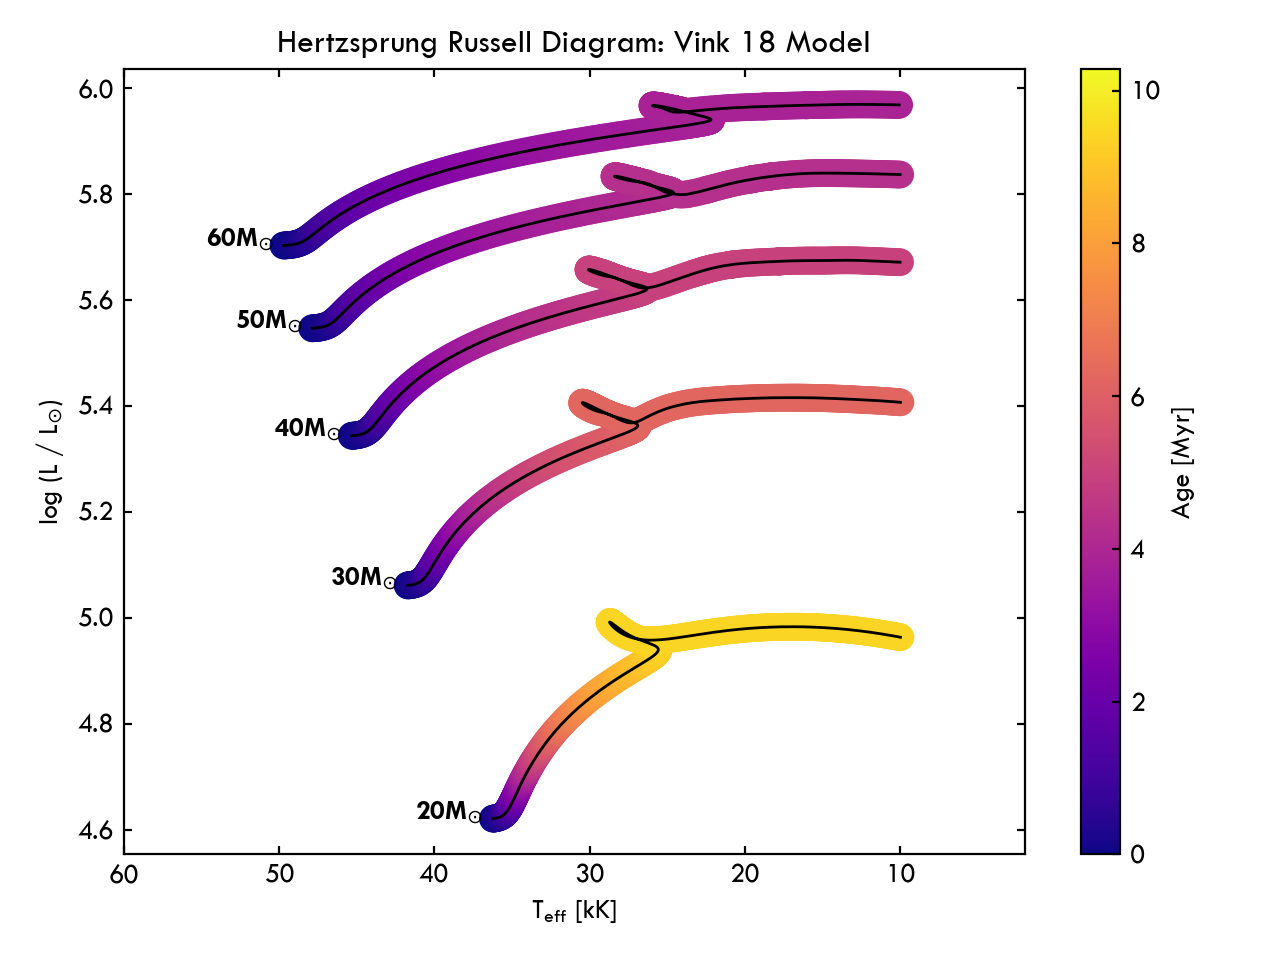 Hertzsprung Russell Diagram: Vink 18 Model
6.0
5.8
5.6
5.4
5.2
5.0
4.8
4.6
log (L / L☉)
60M☉
50M☉
40M☉
30M☉
20M☉
60
50
40
30
20
10
T_eff [kK]
10
8
6
4
2
0
Age [Myr]